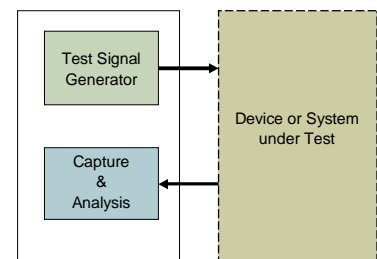 Test Signal
Generator
Device or System
under Test
Capture
&
Analysis